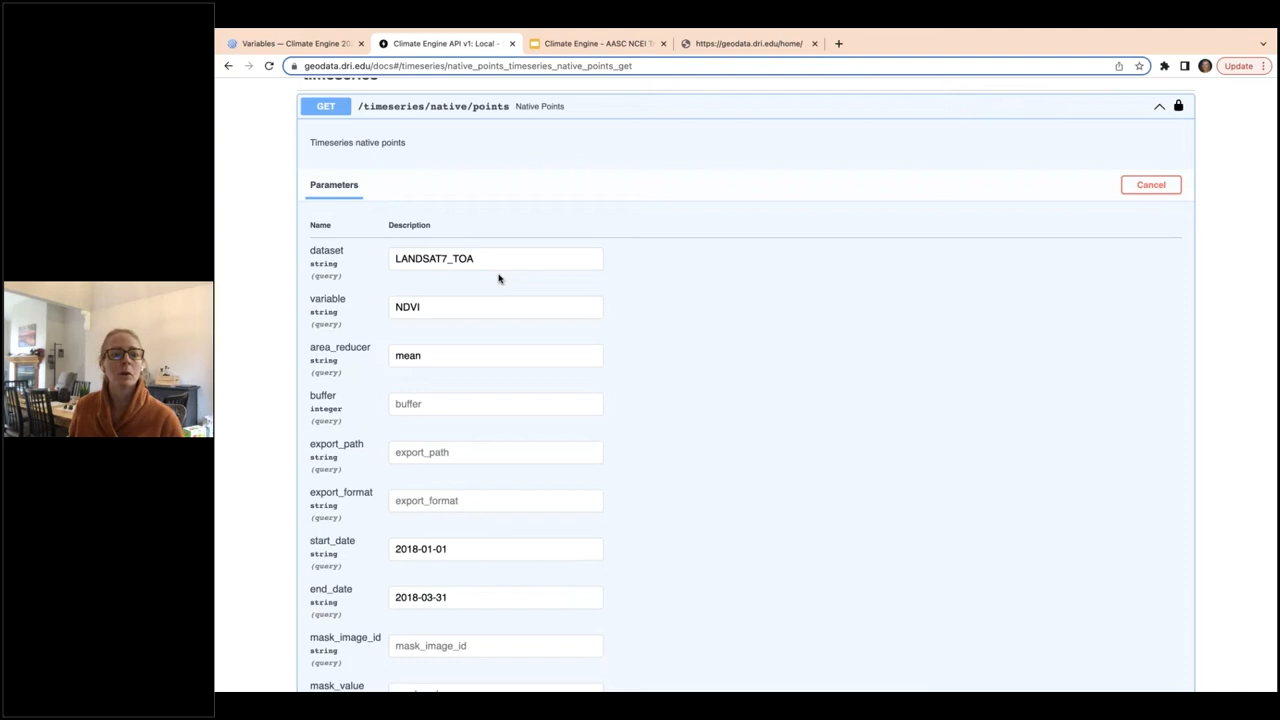 Variables — Climate Engine 20
Climate Engine API v1: Local -
Climate Engine - AASC NCEI T
https://geodata.dri.edu/home/
geodata.dri.edu/docs#/timeseries/native_points_timeseries_native_points_get
Update
timeseries
GET /timeseries/native/points Native Points
Timeseries native points
Parameters
Cancel
Name Description
dataset
string
(query)
LANDSAT7_TOA
variable
string
(query)
NDVI
area_reducer
string
(query)
mean
buffer
integer
(query)
buffer
export_path
string
(query)
export_path
export_format
string
(query)
export_format
start_date
string
(query)
2018-01-01
end_date
string
(query)
2018-03-31
mask_image_id
string
(query)
mask_image_id
mask_value